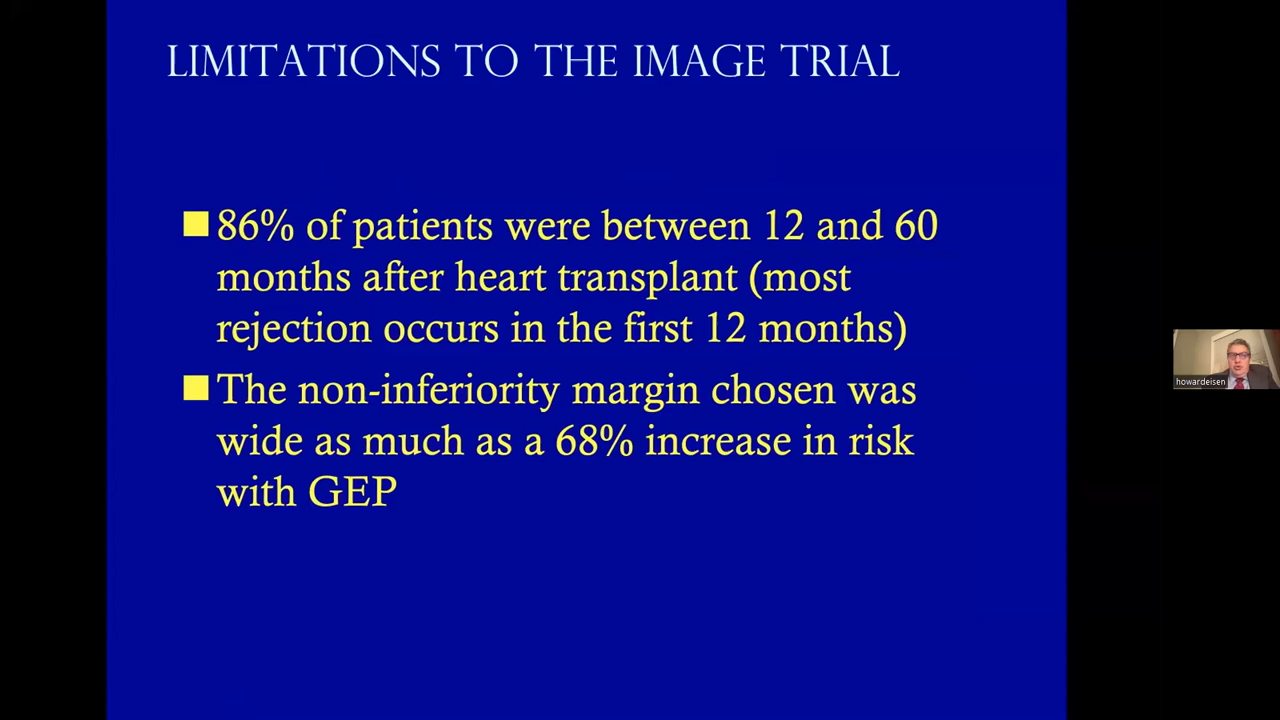 LIMITATIONS TO THE IMAGE TRIAL
86% of patients were between 12 and 60
months after heart transplant (most
rejection occurs in the first 12 months)
The non-inferiority margin chosen was
wide as much as a 68% increase in risk
with GEP
howardeisen